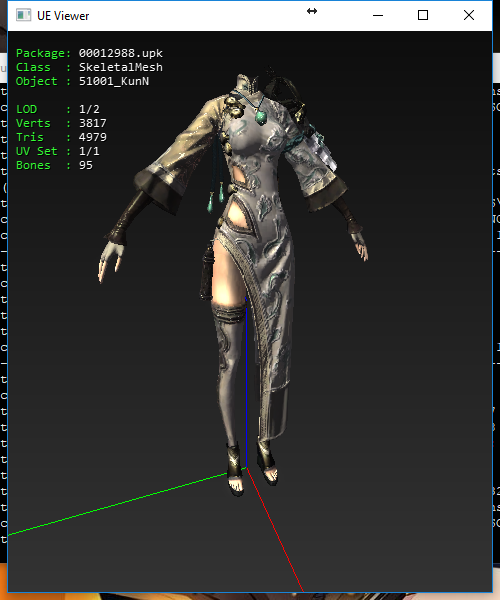 UE Viewer
Package: 00012988.upk
Class  : SkeletalMesh
Object : 51001_KunN
LOD    : 1/2
Verts  : 3817
Tris   : 4979
UV Set : 1/1
Bones  : 95